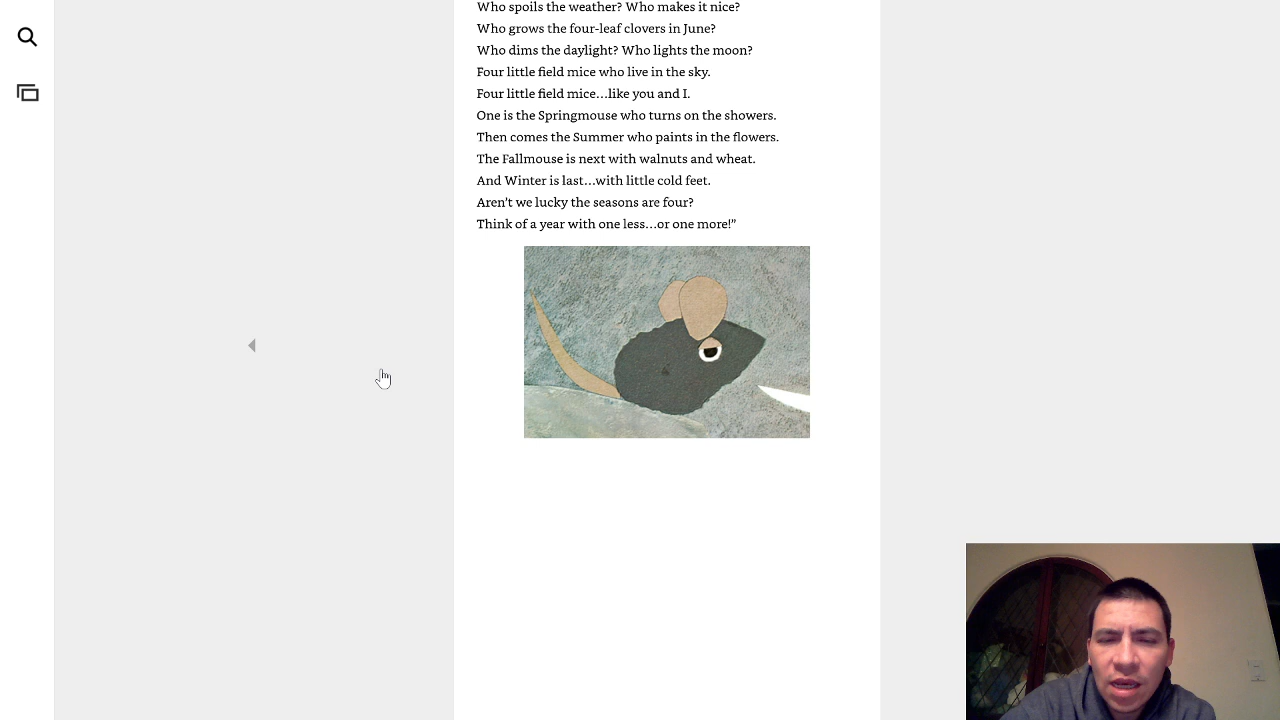 Who spoils the weather? Who makes it nice?
Who grows the four-leaf clovers in June?
Who dims the daylight? Who lights the moon?
Four little field mice who live in the sky.
Four little field mice…like you and I.
One is the Springmouse who turns on the showers.
Then comes the Summer who paints in the flowers.
The Fallmouse is next with walnuts and wheat.
And Winter is last…with little cold feet.
Aren’t we lucky the seasons are four?
Think of a year with one less…or one more!”